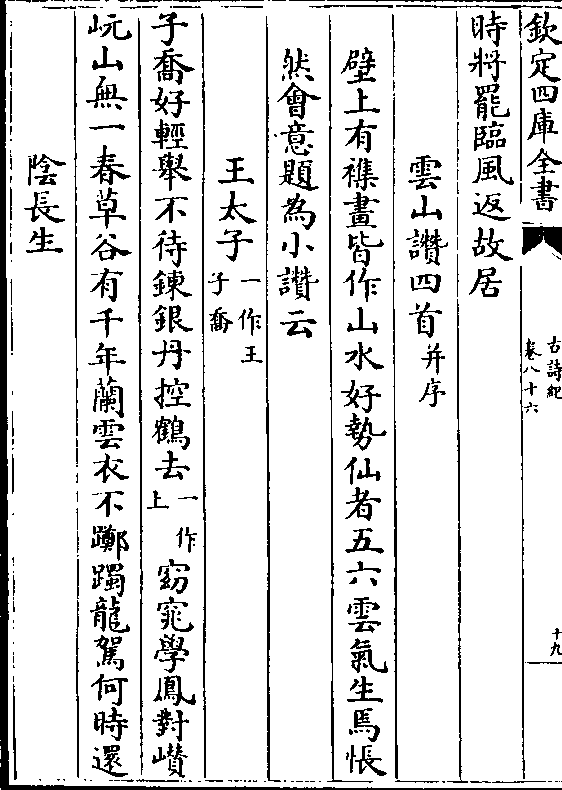 欽定四庫全書
古詩紀
卷八十六
十九
時將罷臨風返故居
雲山讚四首并序
壁上有襍畫皆作山水好勢仙者五六雲氣生焉悵
然會意題為小讚云
王太子一作王子喬
子喬好輕舉不待鍊銀丹控鶴去一作上窈窕學鳳對巑
岏山無一春草谷有千年蘭雲衣不躑躅龍駕何時還
陰長生